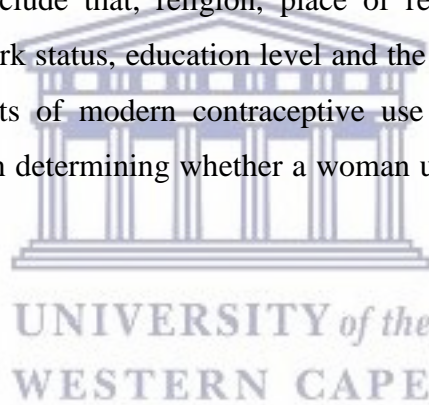 clude that, religion, place of re
rk status, education level and the
ts of modern contraceptive use
n determining whether a woman u
UNIVERSITY of the
WESTERN CAPE